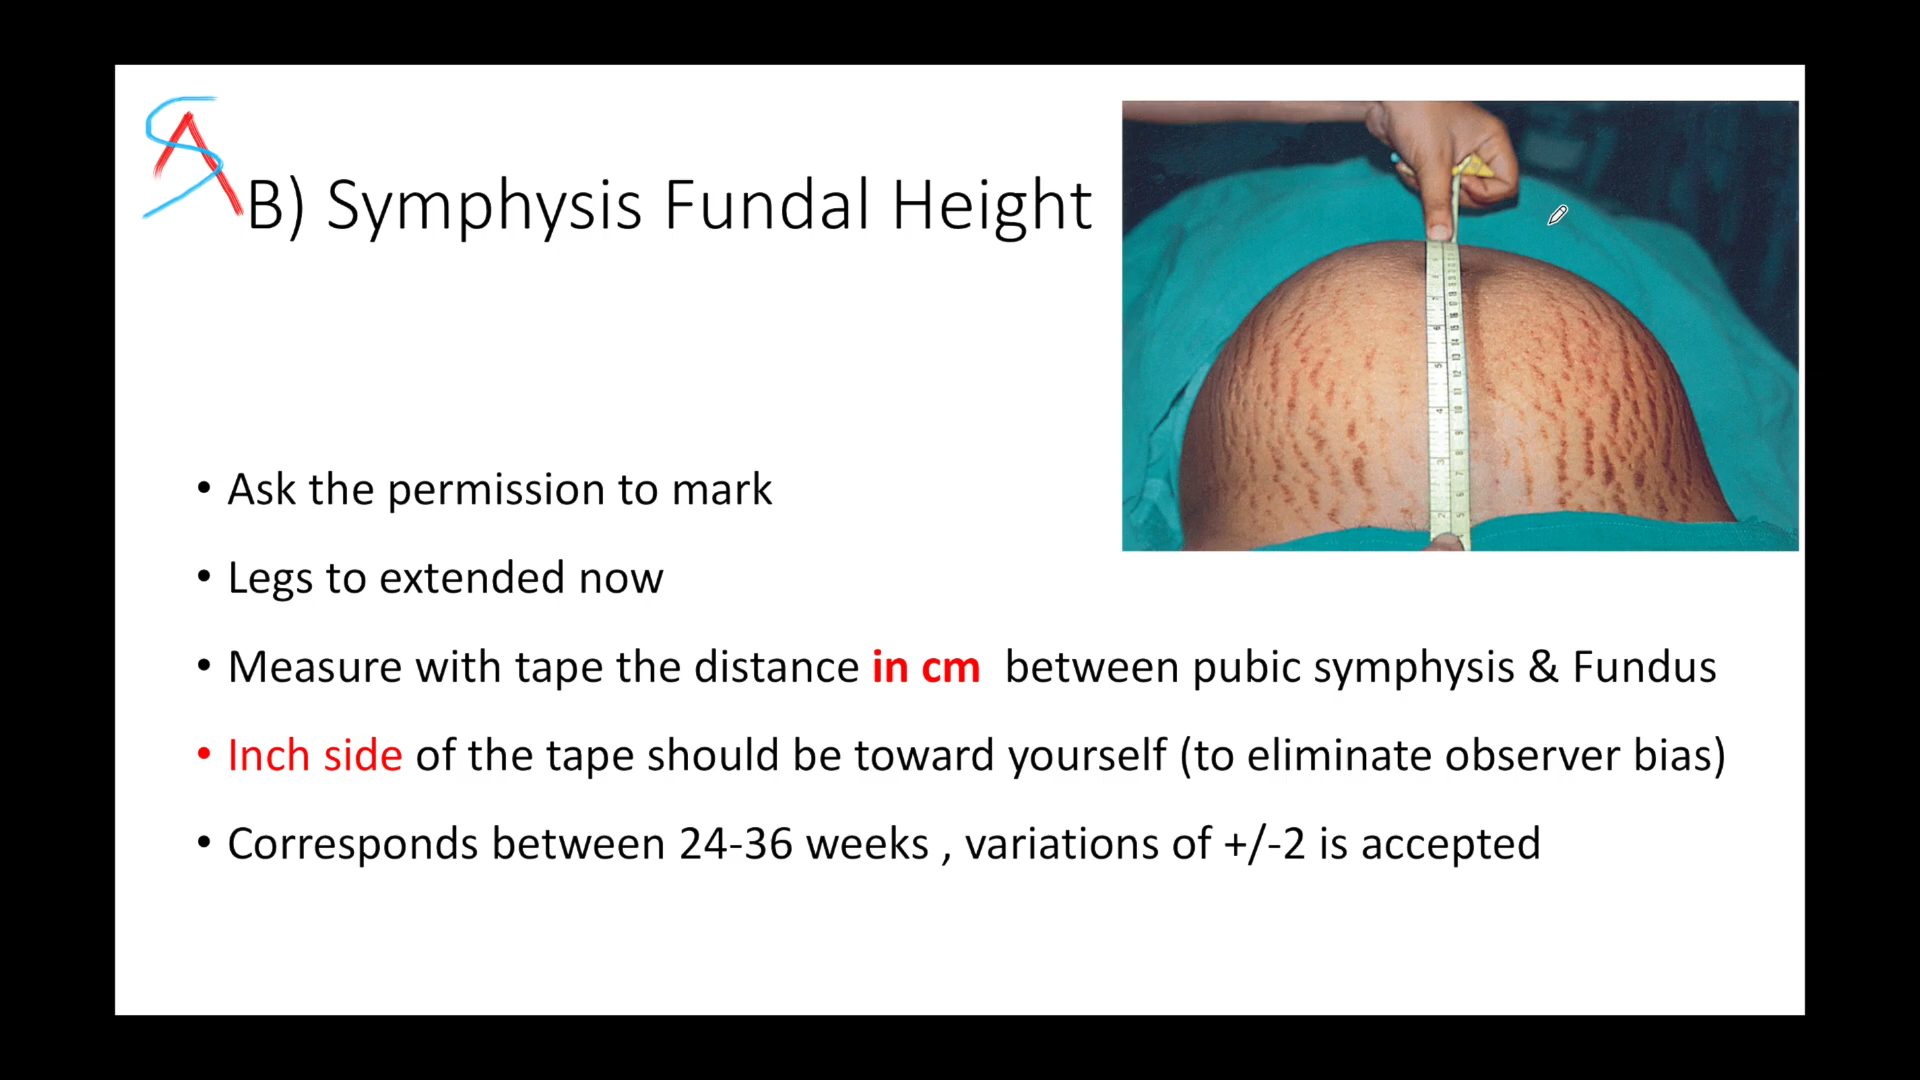 SA
B) Symphysis Fundal Height
• Ask the permission to mark
• Legs to extended now
• Measure with tape the distance in cm between pubic symphysis & Fundus
• Inch side of the tape should be toward yourself (to eliminate observer bias)
• Corresponds between 24-36 weeks , variations of +/-2 is accepted